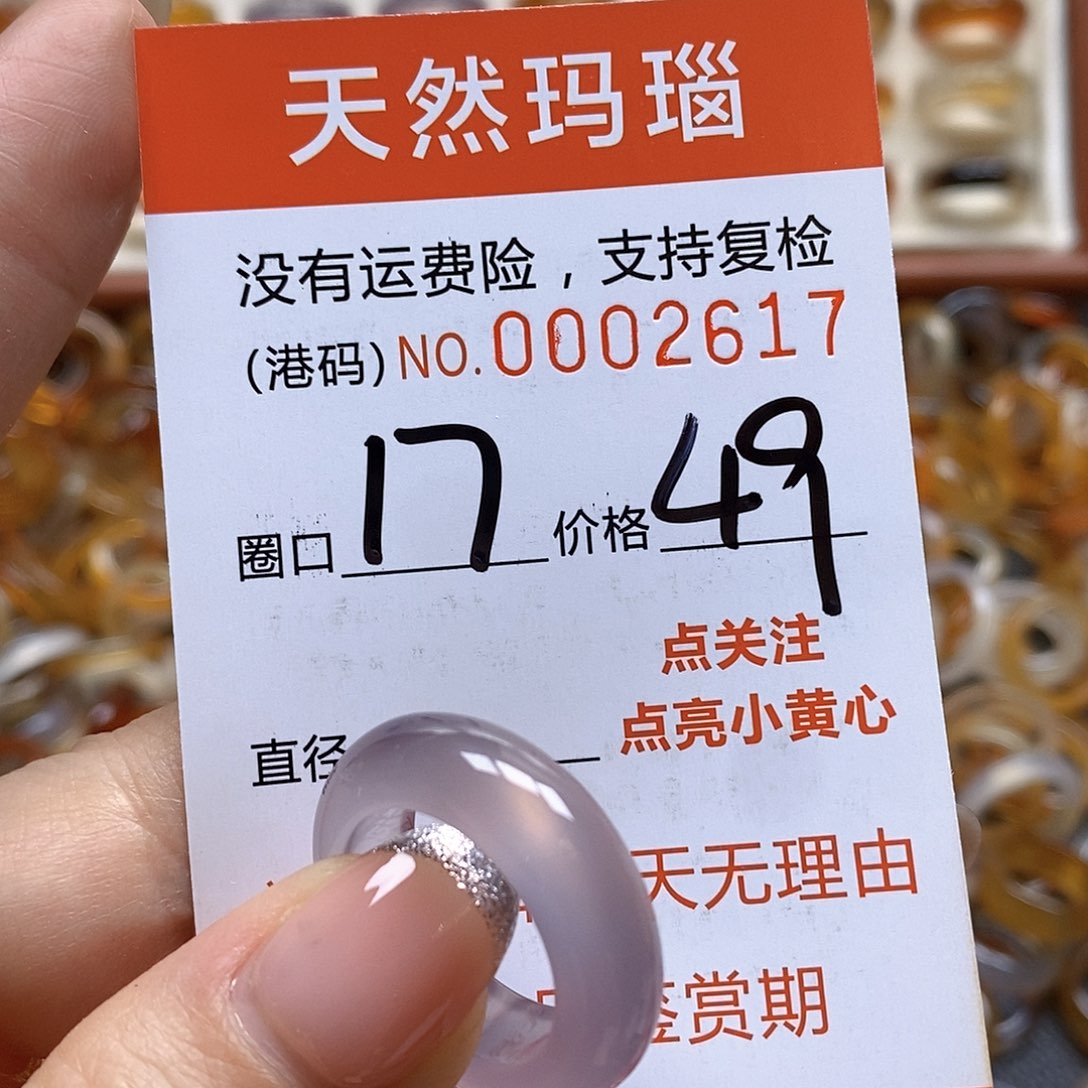 天然玛瑙
没有运费险，支持复检
(港码) NO.0002617
圈口 17 价格 49
点关注
点亮小黄心
直径
天无理由
鉴赏期